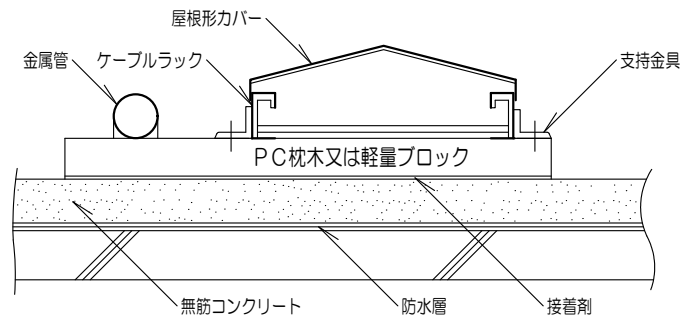 屋根形カバー
金属管
ケーブルラック
支持金具
PC枕木又は軽量ブロック
無筋コンクリート
防水層
接着剤